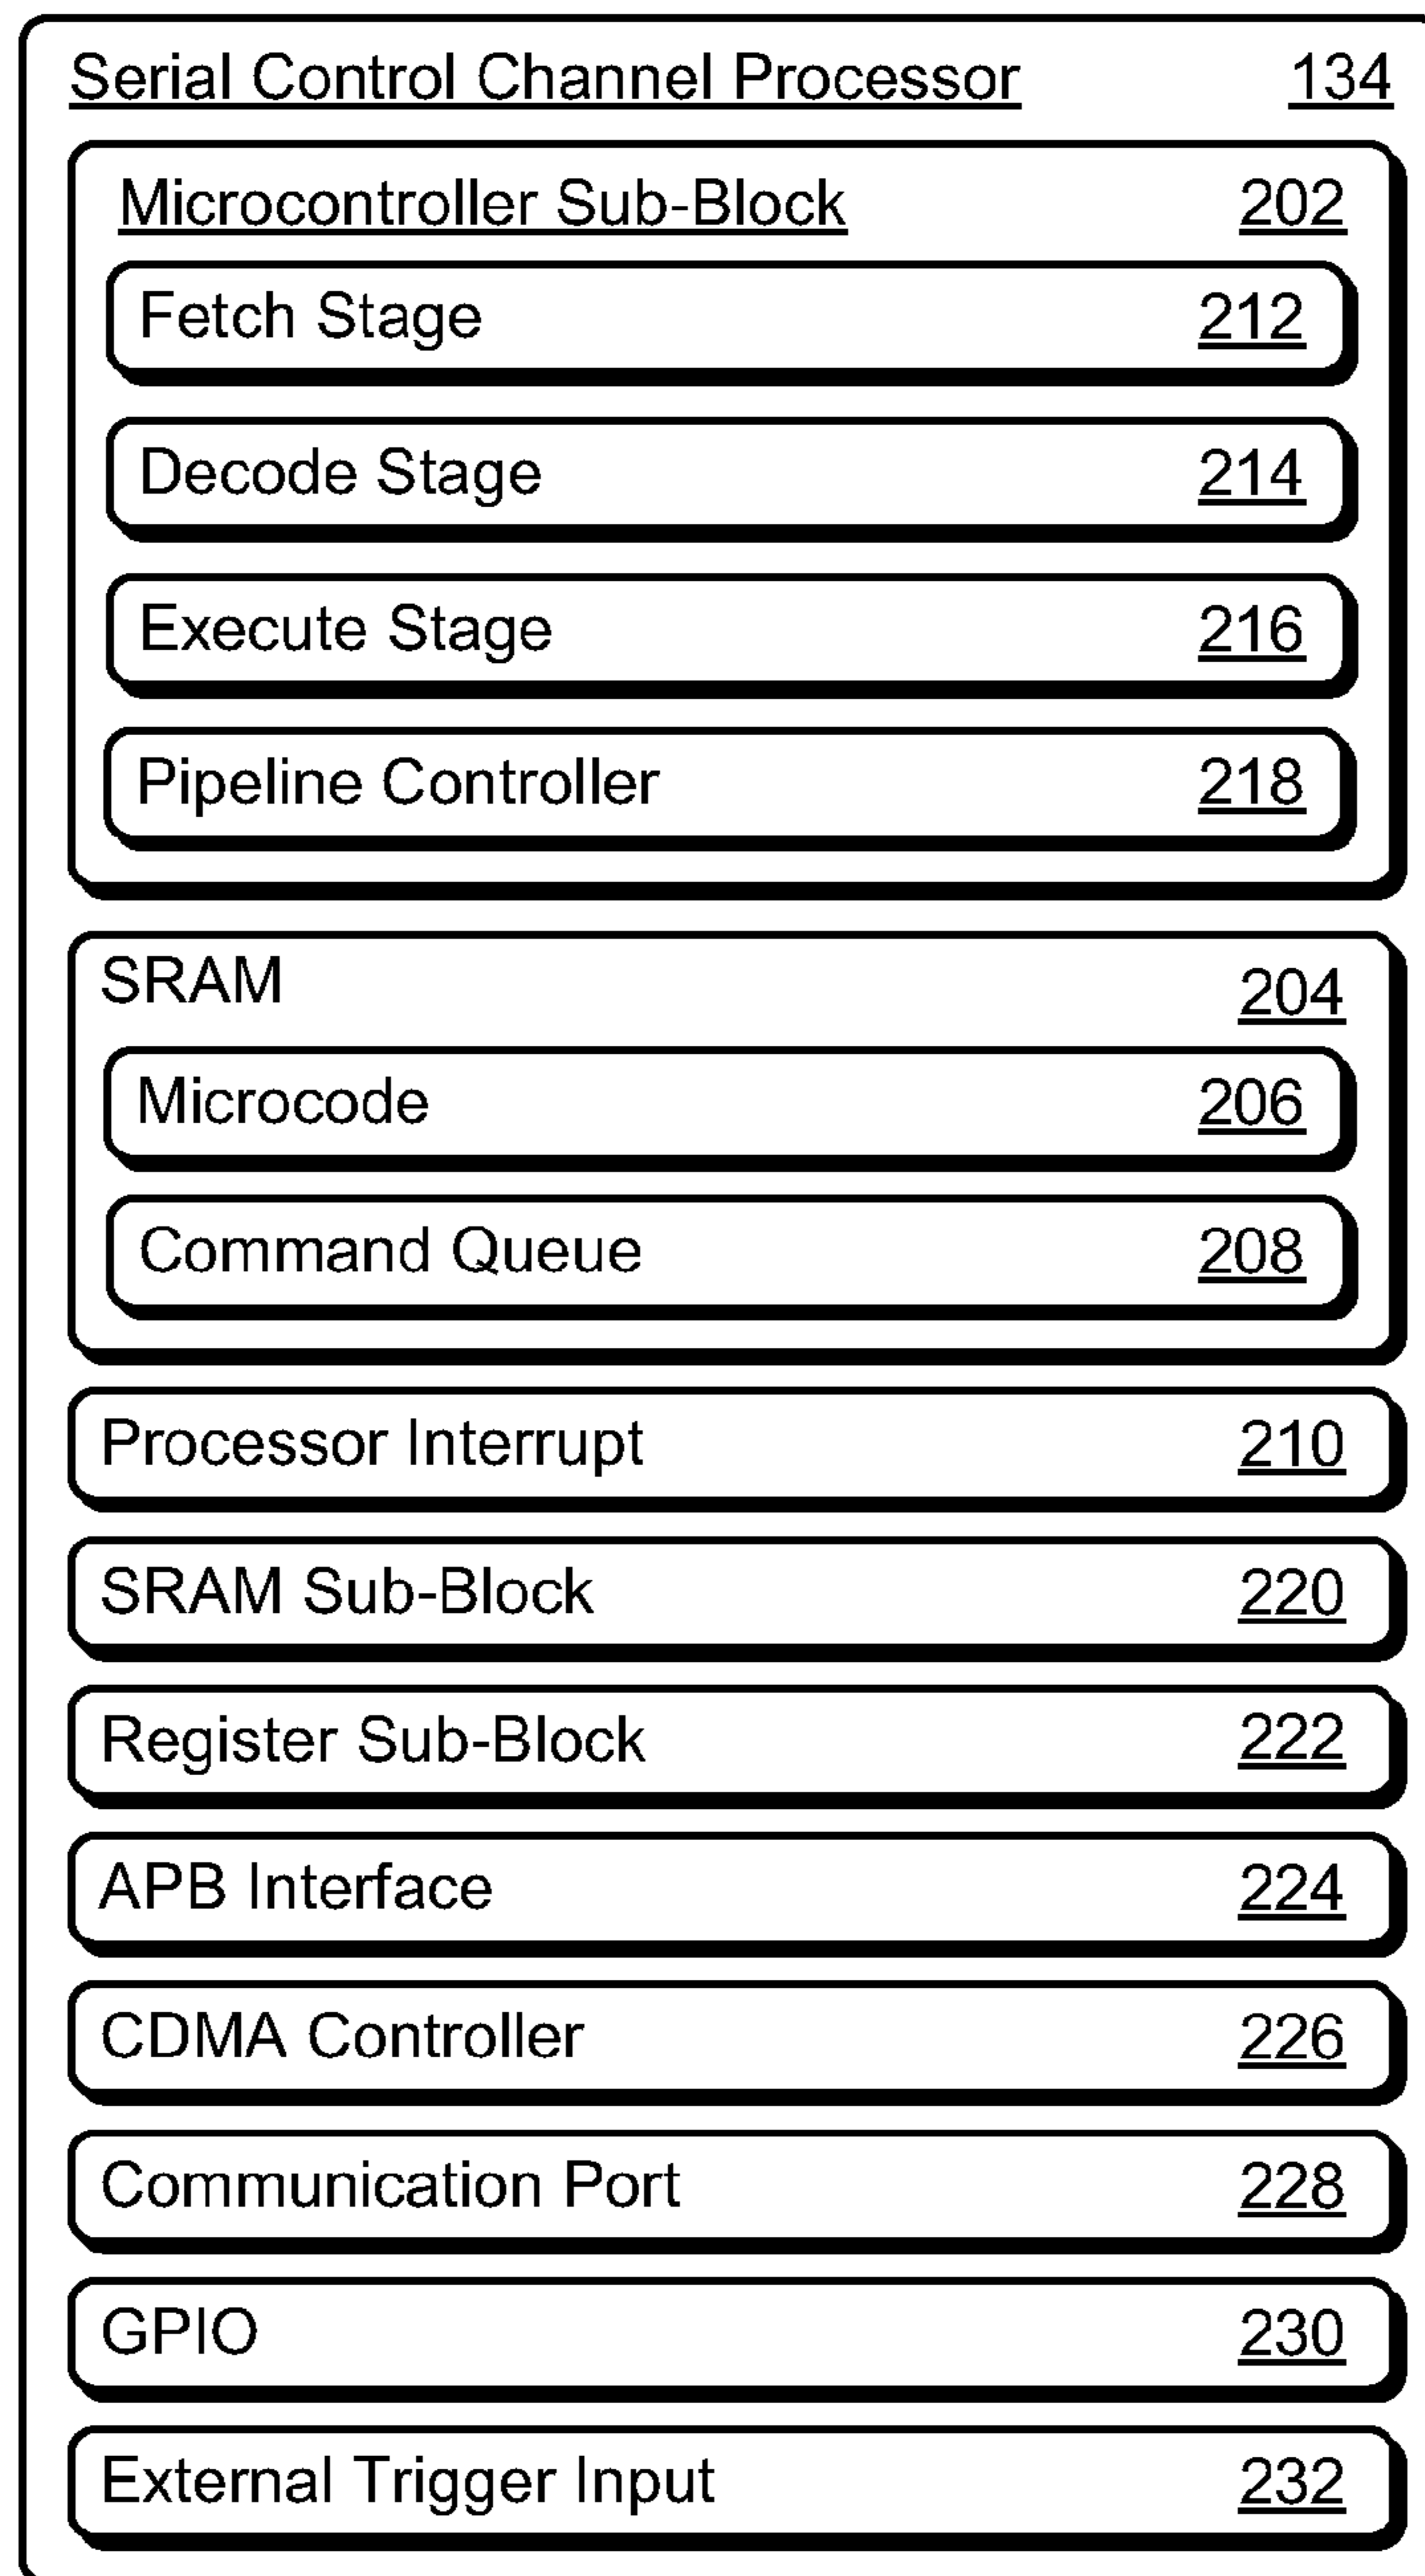 Serial Control Channel Processor 134
Microcontroller Sub-Block 202
Fetch Stage 212
Decode Stage 214
Execute Stage 216
Pipeline Controller 218
SRAM 204
Microcode 206
Command Queue 208
Processor Interrupt 210
SRAM Sub-Block 220
Register Sub-Block 222
APB Interface 224
CDMA Controller 226
Communication Port 228
GPIO 230
External Trigger Input 232